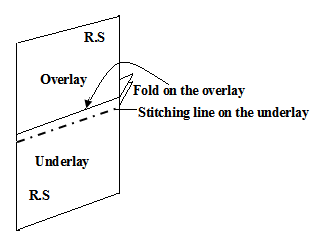 R.S
Overlay
Fold on the overlay
Stitching line on the underlay
Underlay
R.S